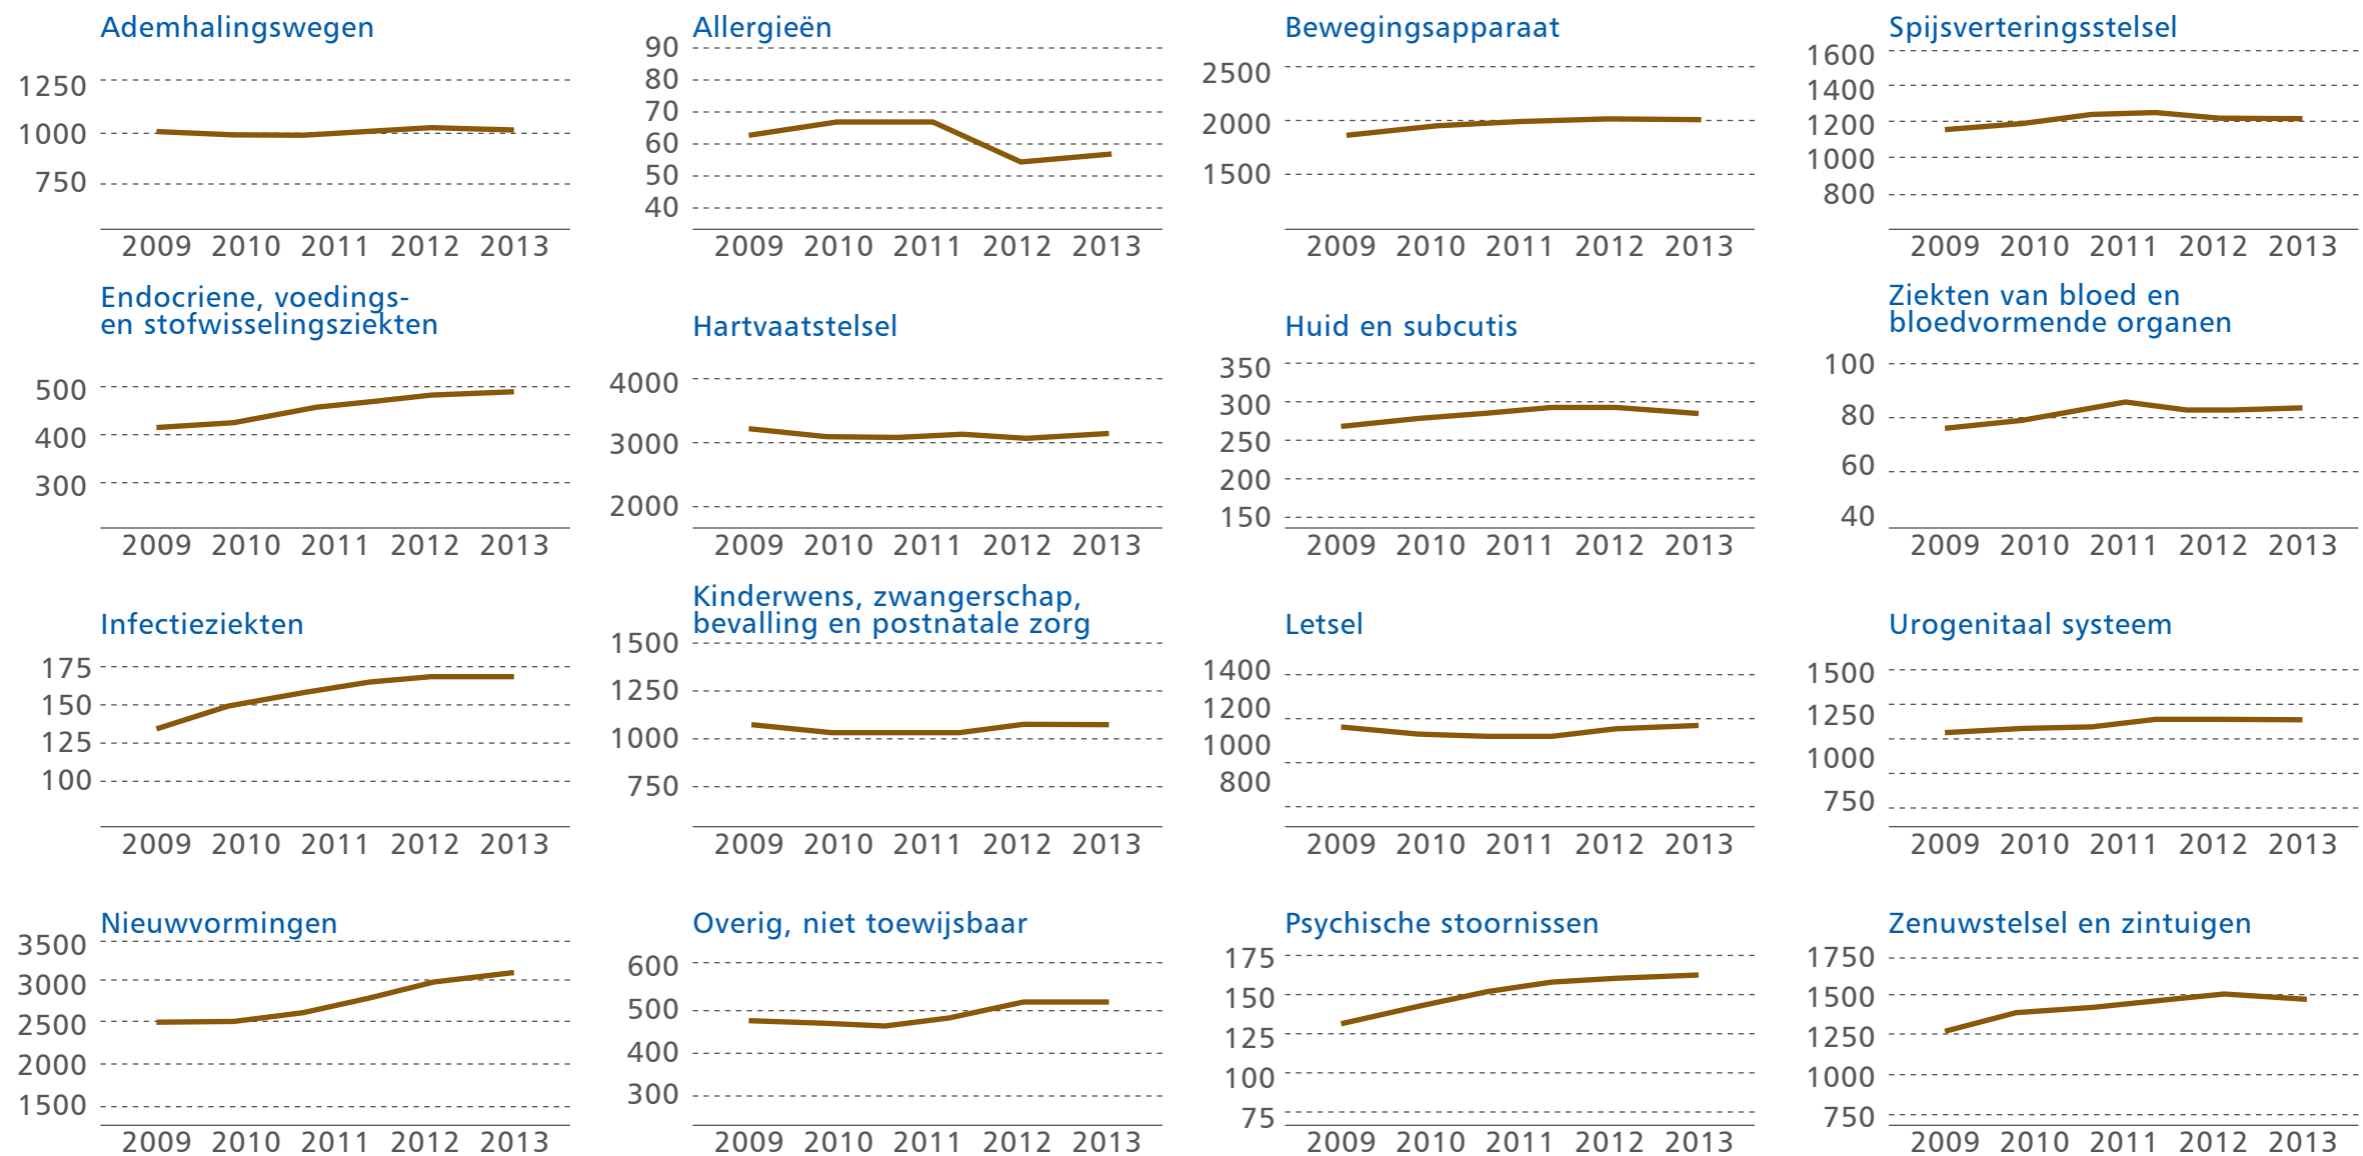 Ademhalingswegen
1250
1000
750
2009 2010 2011 2012 2013
Allergieën
90
80
70
60
50
40
2009 2010 2011 2012 2013
Bewegingsapparaat
2500
2000
1500
2009 2010 2011 2012 2013
Spijsverteringsstelsel
1600
1400
1200
1000
800
2009 2010 2011 2012 2013
Endocriene, voedings-
en stofwisselingsziekten
500
400
300
2009 2010 2011 2012 2013
Hartvaatstelsel
4000
3000
2000
2009 2010 2011 2012 2013
Huid en subcutis
350
300
250
200
150
2009 2010 2011 2012 2013
Ziekten van bloed en
bloedvormende organen
100
80
60
40
2009 2010 2011 2012 2013
Infectieziekten
175
150
125
100
2009 2010 2011 2012 2013
Kinderwens, zwangerschap,
bevalling en postnatale zorg
1500
1250
1000
750
2009 2010 2011 2012 2013
Letsel
1400
1200
1000
800
2009 2010 2011 2012 2013
Urogenitaal systeem
1500
1250
1000
750
2009 2010 2011 2012 2013
Nieuwvormingen
3500
3000
2500
2000
1500
2009 2010 2011 2012 2013
Overig, niet toewijsbaar
600
500
400
300
2009 2010 2011 2012 2013
Psychische stoornissen
175
150
125
100
75
2009 2010 2011 2012 2013
Zenuwstelsel en zintuigen
1750
1500
1250
1000
750
2009 2010 2011 2012 2013